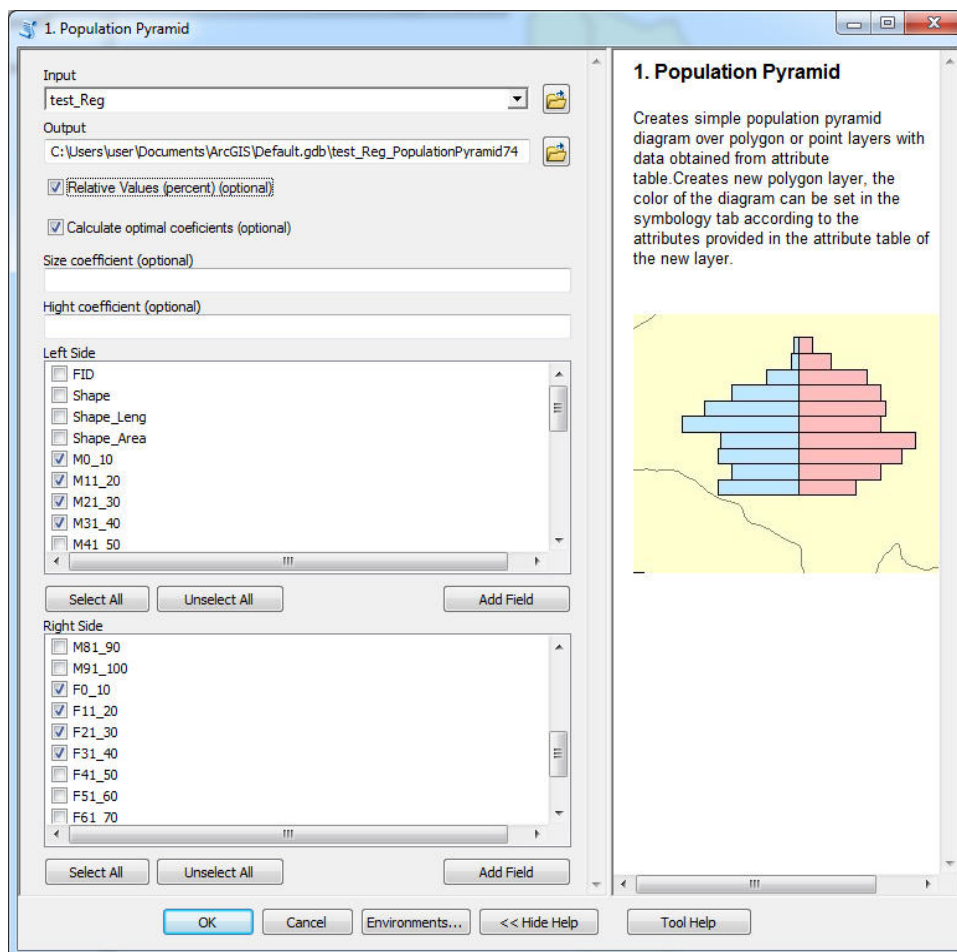 1. Population Pyramid
Input
test_Reg
Output
C:\Users\user\Documents\ArcGIS\Default.gdb\test_Reg_PopulationPyramid74
Relative Values (percent) (optional)
Calculate optimal coeficients (optional)
Size coefficient (optional)
Hight coefficient (optional)
Left Side
FID
Shape
Shape_Leng
Shape_Area
M0_10
M11_20
M21_30
M31_40
M41_50
Select All
Unselect All
Add Field
Right Side
M81_90
M91_100
F0_10
F11_20
F21_30
F31_40
F41_50
F51_60
F61_70
Select All
Unselect All
Add Field
1. Population Pyramid
Creates simple population pyramid
diagram over polygon or point layers with
data obtained from attribute
table.Creates new polygon layer, the
color of the diagram can be set in the
symbology tab according to the
attributes provided in the attribute table of
the new layer.
OK
Cancel
Environments...
<< Hide Help
Tool Help